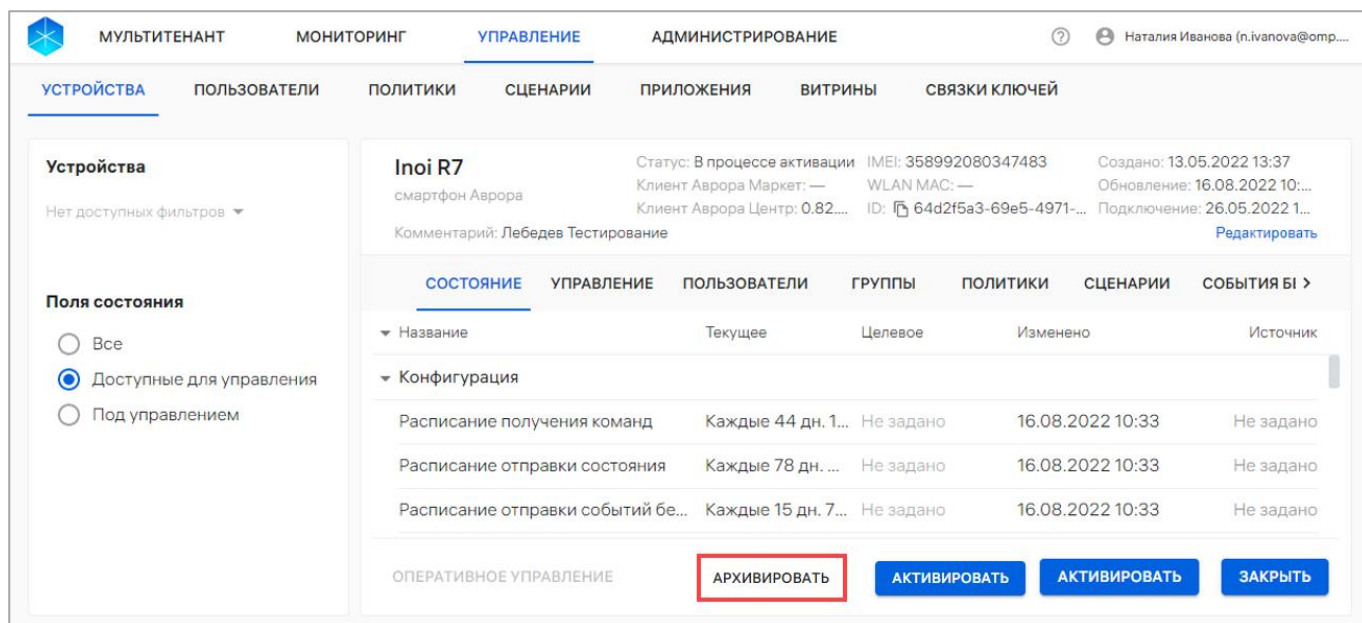 МУЛЬТИТЕНАНТ МОНИТОРИНГ УПРАВЛЕНИЕ АДМИНИСТРИРОВАНИЕ ? Наталия Иванова (n.ivanova@omp....
УСТРОЙСТВА ПОЛЬЗОВАТЕЛИ ПОЛИТИКИ СЦЕНАРИИ ПРИЛОЖЕНИЯ ВИТРИНЫ СВЯЗКИ КЛЮЧЕЙ
Устройства
Нет доступных фильтров
Поля состояния
Все
Доступные для управления
Под управлением
Inoi R7
смартфон Аврора
Статус: В процессе активации IMEI: 358992080347483 Создано: 13.05.2022 13:37
Клиент Аврора Маркет: — WLAN MAC: — Обновление: 16.08.2022 10:...
Клиент Аврора Центр: 0.82.... ID: 64d2f5a3-69e5-4971-... Подключение: 26.05.2022 1...
Комментарий: Лебедев Тестирование Редактировать
СОСТОЯНИЕ УПРАВЛЕНИЕ ПОЛЬЗОВАТЕЛИ ГРУППЫ ПОЛИТИКИ СЦЕНАРИИ СОБЫТИЯ БЕ
Название Текущее Целевое Изменено Источник
Конфигурация
Расписание получения команд Каждые 44 дн. 1... Не задано 16.08.2022 10:33 Не задано
Расписание отправки состояния Каждые 78 дн. ... Не задано 16.08.2022 10:33 Не задано
Расписание отправки событий бе... Каждые 15 дн. 7... Не задано 16.08.2022 10:33 Не задано
ОПЕРАТИВНОЕ УПРАВЛЕНИЕ АРХИВИРОВАТЬ АКТИВИРОВАТЬ АКТИВИРОВАТЬ ЗАКРЫТЬ